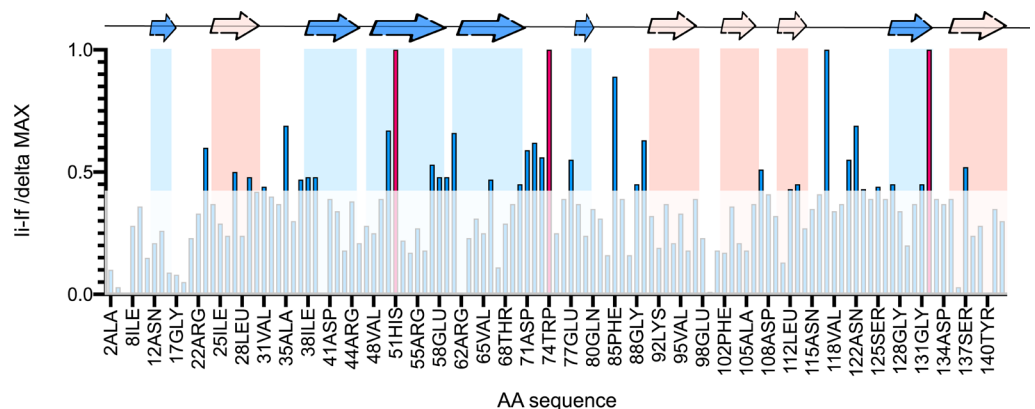 Ii-If /delta MAX
1.0
0.5
0.0
2ALA
8ILE
12ASN
17GLY
22ARG
25ILE
28LEU
31VAL
35ALA
38ILE
41ASP
44ARG
48VAL
51HIS
55ARG
58GLU
62ARG
65VAL
68THR
71ASP
74TRP
77GLU
80GLN
85PHE
88GLY
92LYS
95VAL
98GLU
102PHE
105ALA
108ASP
112LEU
115ASN
118VAL
122ASN
125SER
128GLY
131GLY
134ASP
137SER
140TYR
AA sequence